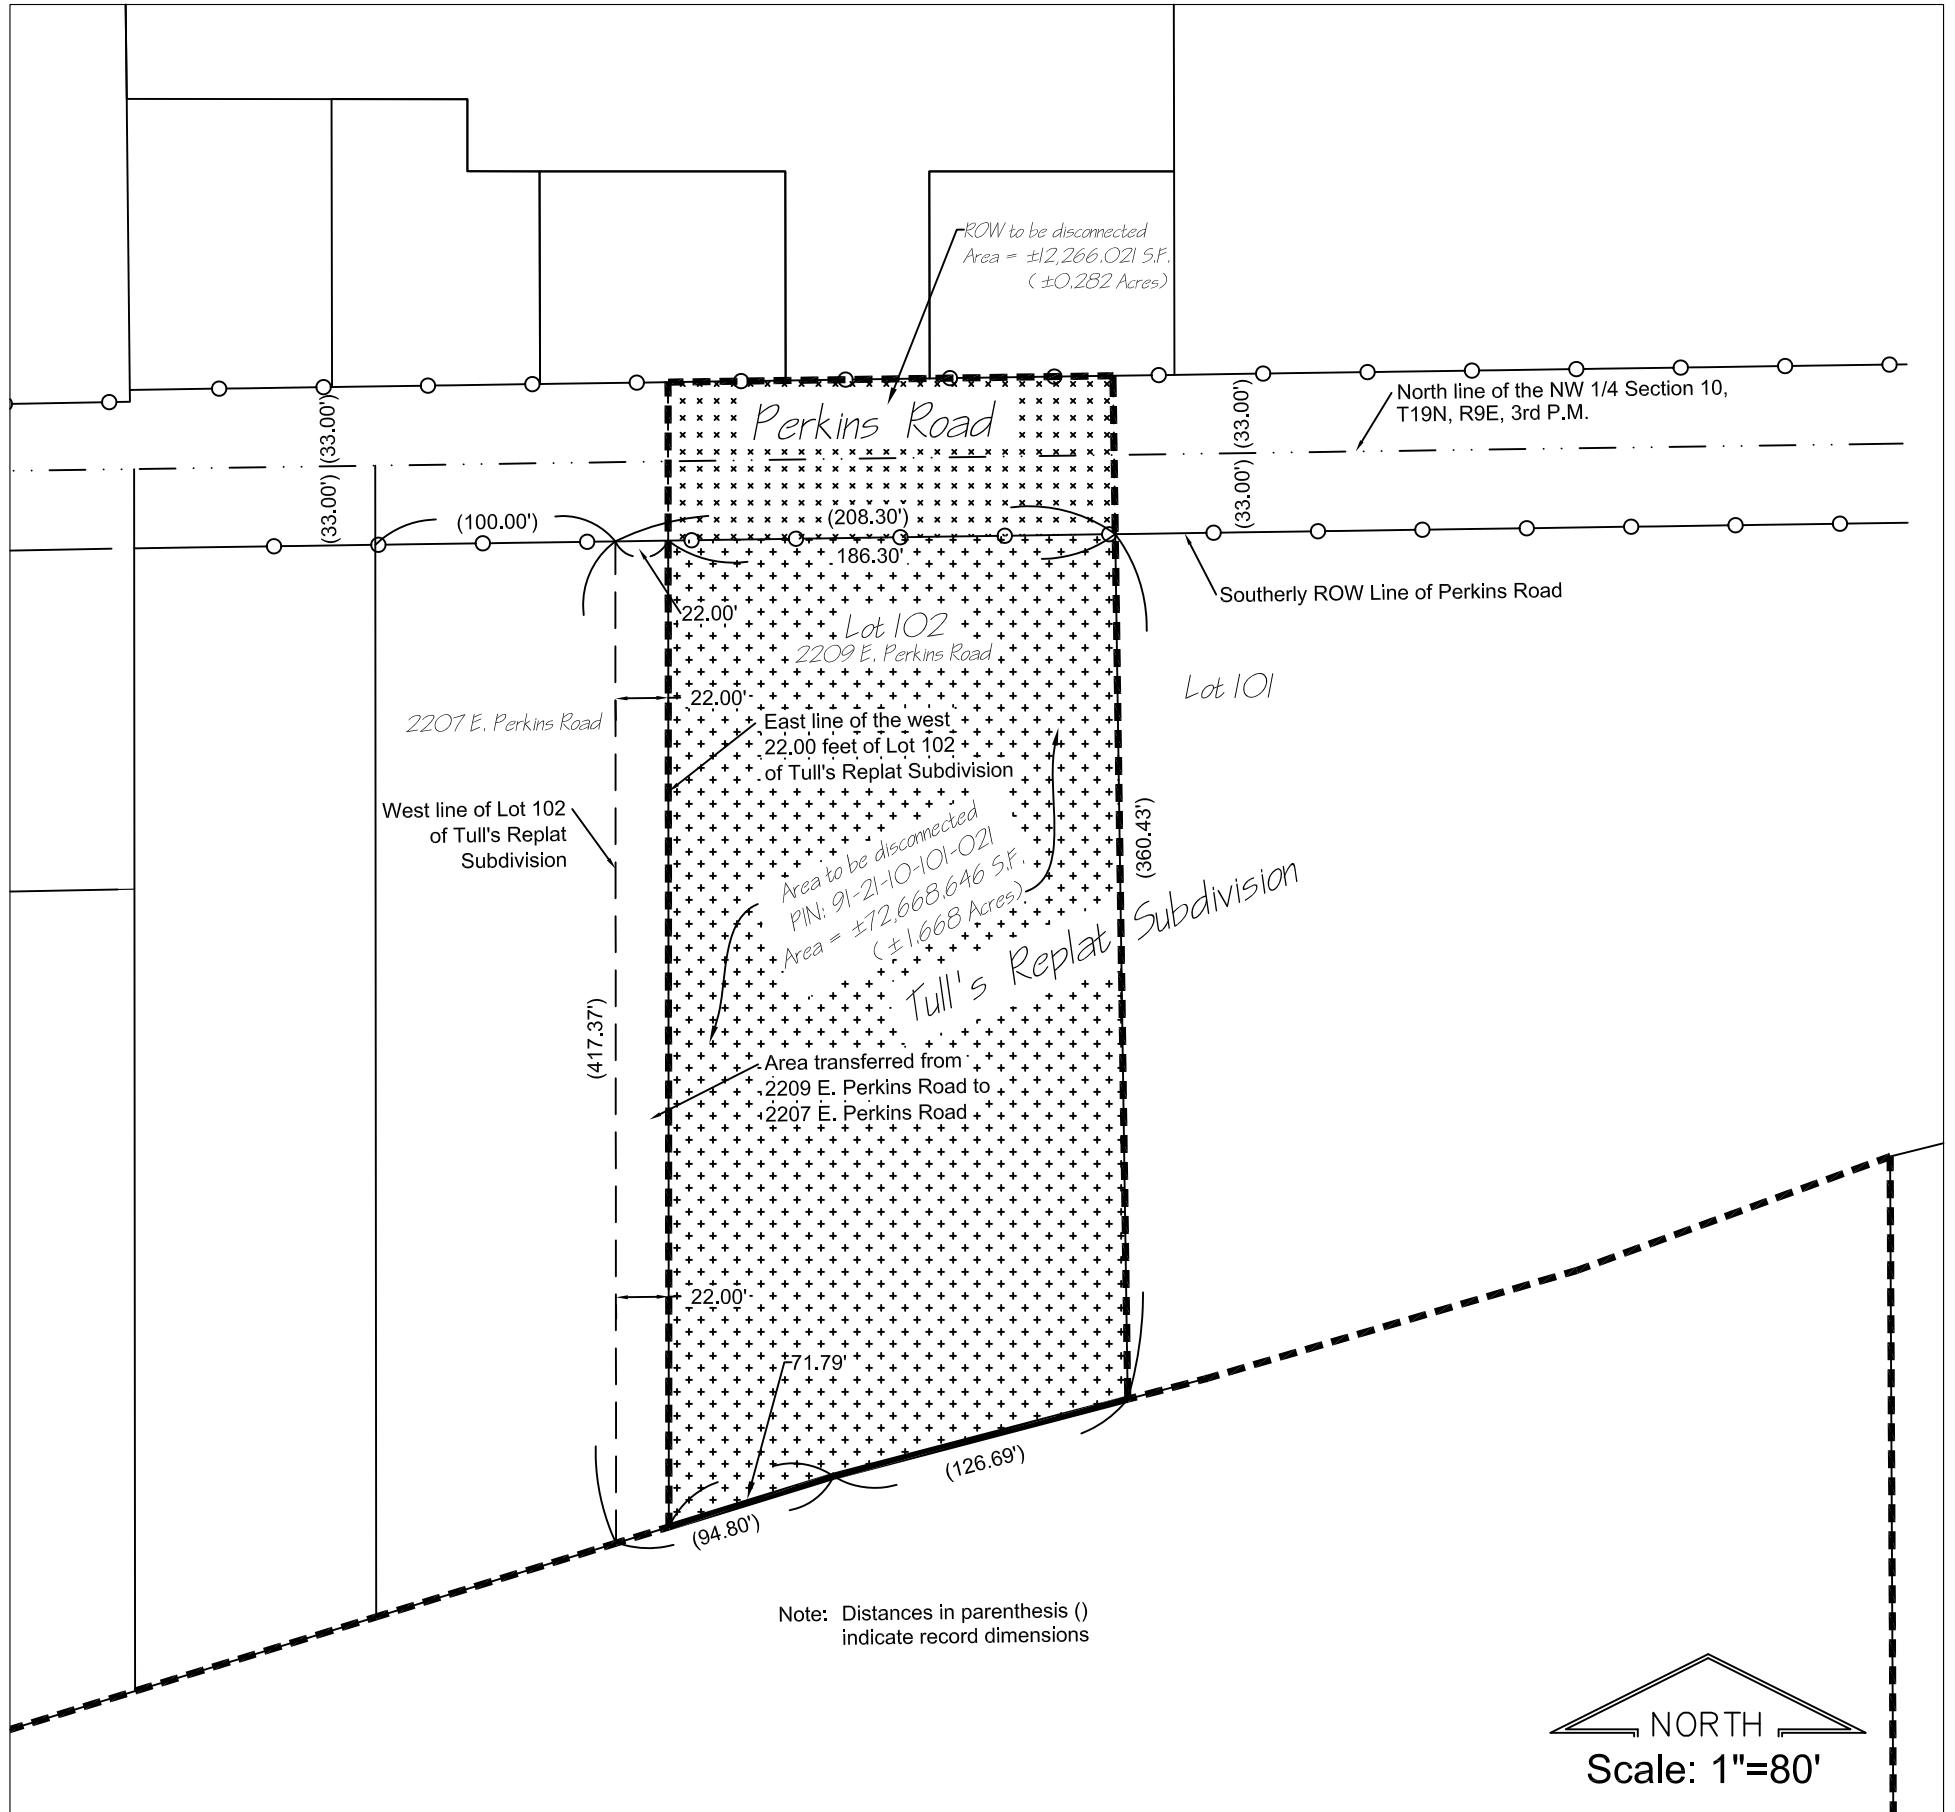 ROW to be disconnected
Area = ±12,266.021 S.F.
( ±0.282 Acres)
Perkins Road
North line of the NW 1/4 Section 10,
T19N, R9E, 3rd P.M.
(33.00')
(33.00')
(33.00')
(33.00')
(100.00')
(208.30')
186.30'
22.00'
Southerly ROW Line of Perkins Road
Lot 102
2209 E. Perkins Road
Lot 101
22.00'
2207 E. Perkins Road
East line of the west
22.00 feet of Lot 102
of Tull's Replat Subdivision
West line of Lot 102
of Tull's Replat
Subdivision
Area to be disconnected
PIN: 91-21-10-101-021
Area = ±72,668.646 S.F.
( ±1.668 Acres)
(360.43')
Tull's Replat Subdivision
(417.37')
Area transferred from
2209 E. Perkins Road to
2207 E. Perkins Road
22.00'
71.79'
(126.69')
(94.80')
Note: Distances in parenthesis ()
indicate record dimensions
NORTH
Scale: 1"=80'